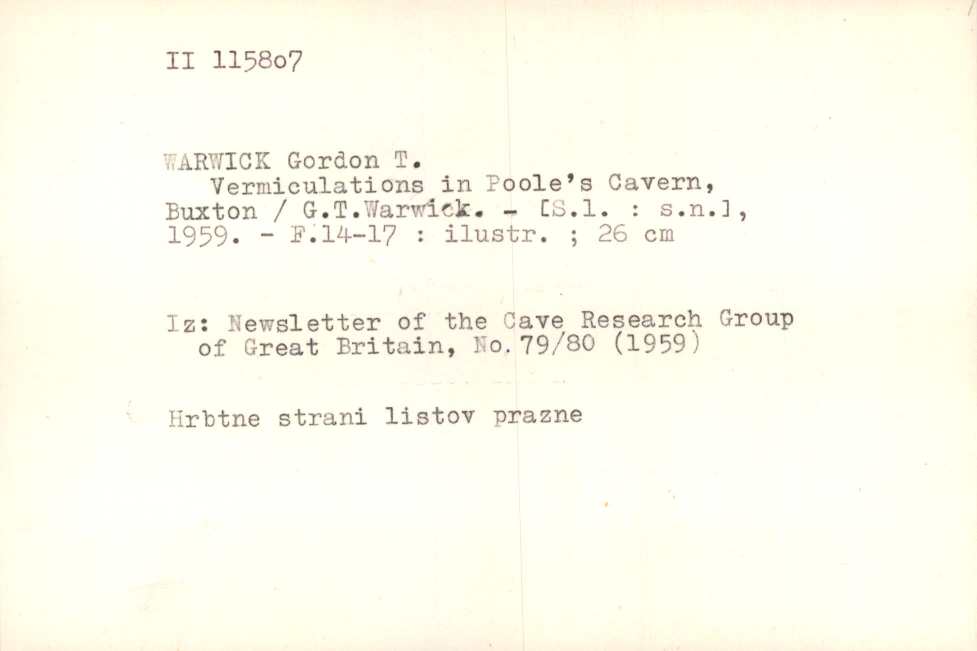 II 1158o7
WARWICK Gordon T.
Vermiculations in Poole's Cavern,
Buxton / G.T.Warwick. - [S.l. : s.n.],
1959. - F.14-17 : ilustr. ; 26 cm
Iz: Newsletter of the Cave Research Group
of Great Britain, No. 79/80 (1959)
Hrbtne strani listov prazne